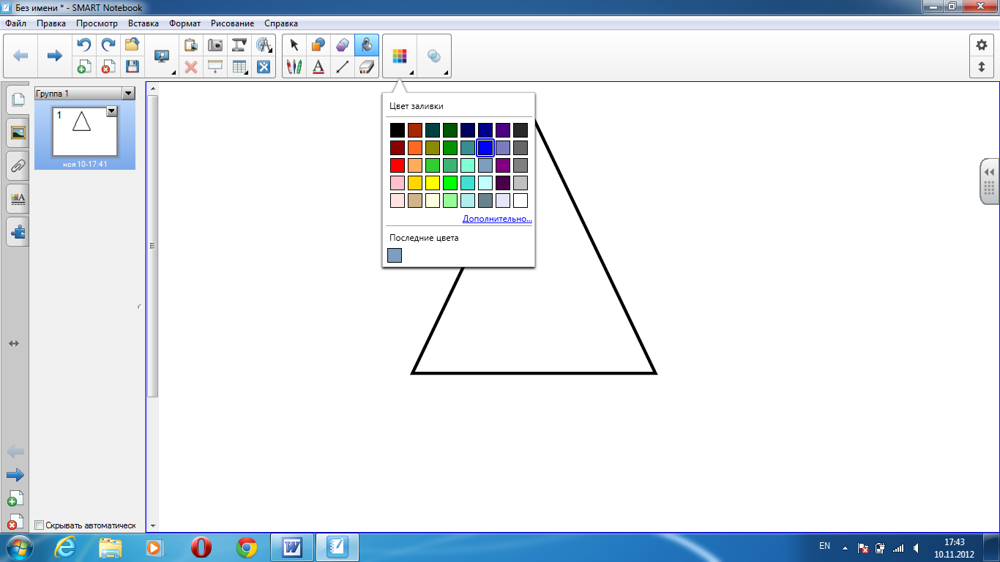 Без имени * - SMART Notebook
Файл Правка Просмотр Вставка Формат Рисование Справка
Группа 1
1
ноя 10-17:41
Цвет заливки
Дополнительно...
Последние цвета
Скрывать автоматическ
EN
17:43
10.11.2012